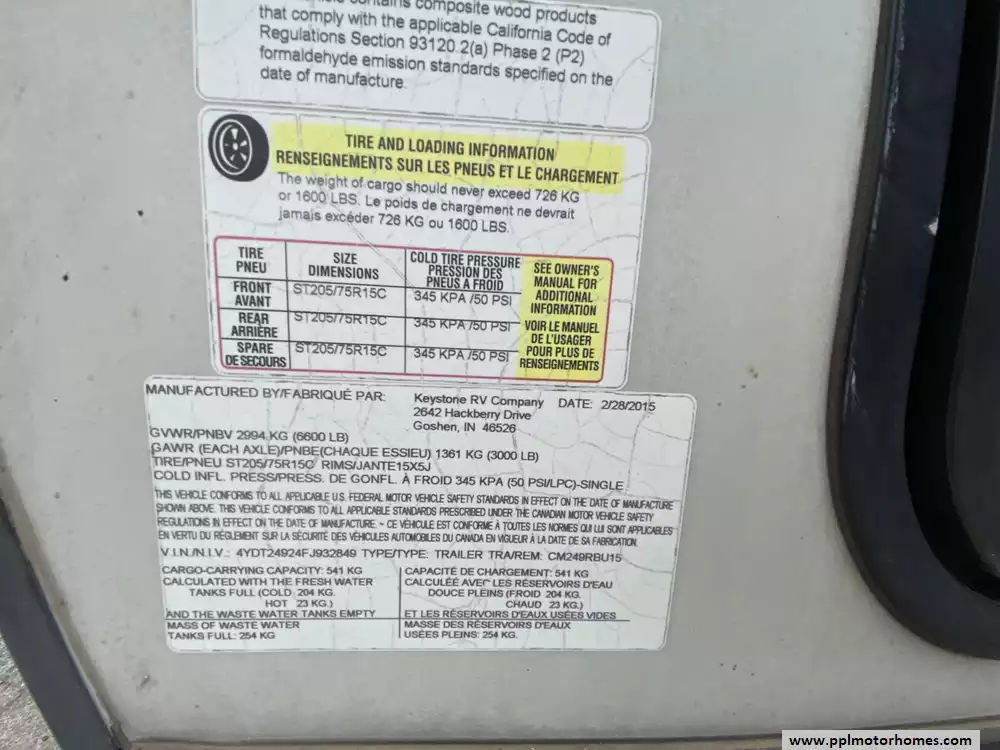 contains composite wood products
that comply with the applicable California Code of
Regulations Section 93120.2(a) Phase 2 (P2)
formaldehyde emission standards specified on the
date of manufacture.
TIRE AND LOADING INFORMATION
RENSEIGNEMENTS SUR LES PNEUS ET LE CHARGEMENT
The weight of cargo should never exceed 726 KG
or 1600 LBS. Le poids de chargement ne devrait
jamais excéder 726 KG ou 1600 LBS.
TIRE
PNEU
SIZE
DIMENSIONS
COLD TIRE PRESSURE
PRESSION DES
PNEUS A FROID
FRONT
AVANT
ST205/75R15C
345 KPA /50 PSI
REAR
ARRIÈRE
ST205/75R15C
345 KPA /50 PSI
SPARE
DE SECOURS
ST205/75R15C
345 KPA /50 PSI
SEE OWNER'S
MANUAL FOR
ADDITIONAL
INFORMATION
VOIR LE MANUEL
DE L'USAGER
POUR PLUS DE
RENSEIGNEMENTS
MANUFACTURED BY/FABRIQUÉ PAR: Keystone RV Company DATE: 2/28/2015
2642 Hackberry Drive
Goshen, IN 46526
GVWR/PNBV 2994 KG (6600 LB)
GAWR (EACH AXLE)/PNBE(CHAQUE ESSIEU) 1361 KG (3000 LB)
TIRE/PNEU ST205/75R15C RIMS/JANTE15X5J
COLD INFL. PRESS/PRESS. DE GONFL. À FROID 345 KPA (50 PSI/LPC)-SINGLE
THIS VEHICLE CONFORMS TO ALL APPLICABLE U.S. FEDERAL MOTOR VEHICLE SAFETY STANDARDS IN EFFECT ON THE DATE OF MANUFACTURE
SHOWN ABOVE. THIS VEHICLE CONFORMS TO ALL APPLICABLE STANDARDS PRESCRIBED UNDER THE CANADIAN MOTOR VEHICLE SAFETY
REGULATIONS IN EFFECT ON THE DATE OF MANUFACTURE. - CE VÉHICULE EST CONFORME À TOUTES LES NORMES QUI LUI SONT APPLICABLES
EN VERTU DU RÈGLEMENT SUR LA SÉCURITÉ DES VÉHICULES AUTOMOBILES DU CANADA EN VIGUEUR À LA DATE DE SA FABRICATION.
V.I.N./N.I.V.: 4YDT24924FJ932849 TYPE/TYPE: TRAILER TRA/REM: CM249RBU15
CARGO-CARRYING CAPACITY: 541 KG
CALCULATED WITH THE FRESH WATER
TANKS FULL (COLD 204 KG.
HOT 23 KG.)
AND THE WASTE WATER TANKS EMPTY
MASS OF WASTE WATER
TANKS FULL: 254 KG
CAPACITÉ DE CHARGEMENT: 541 KG
CALCULÉE AVEC LES RÉSERVOIRS D'EAU
DOUCE PLEINS (FROID 204 KG.
CHAUD 23 KG.)
ET LES RÉSERVOIRS D'EAUX USÉES VIDES
MASSE DES RÉSERVOIRS D'EAUX
USÉES PLEINS: 254 KG.
www.pplmotorhomes.com